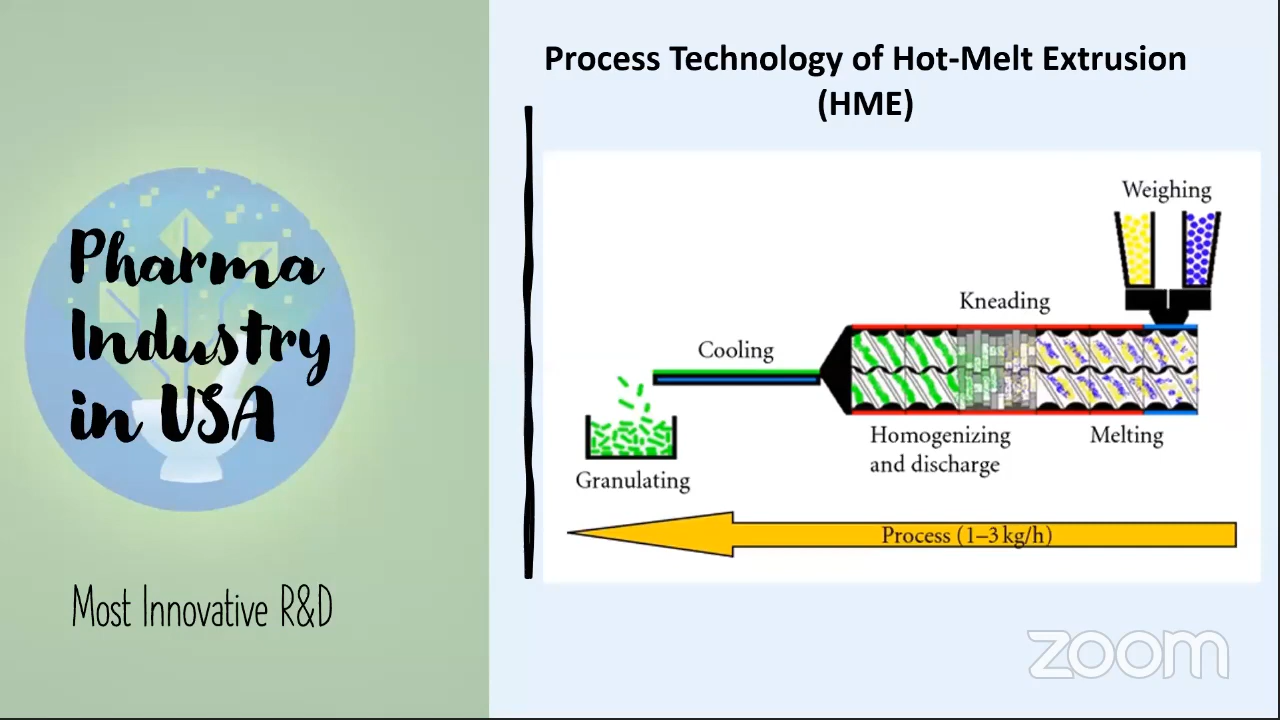 Pharma
Industry
in USA
Most Innovative R&D
Process Technology of Hot-Melt Extrusion
(HME)
Weighing
Kneading
Cooling
Homogenizing
and discharge
Melting
Granulating
Process (1–3 kg/h)
zoom